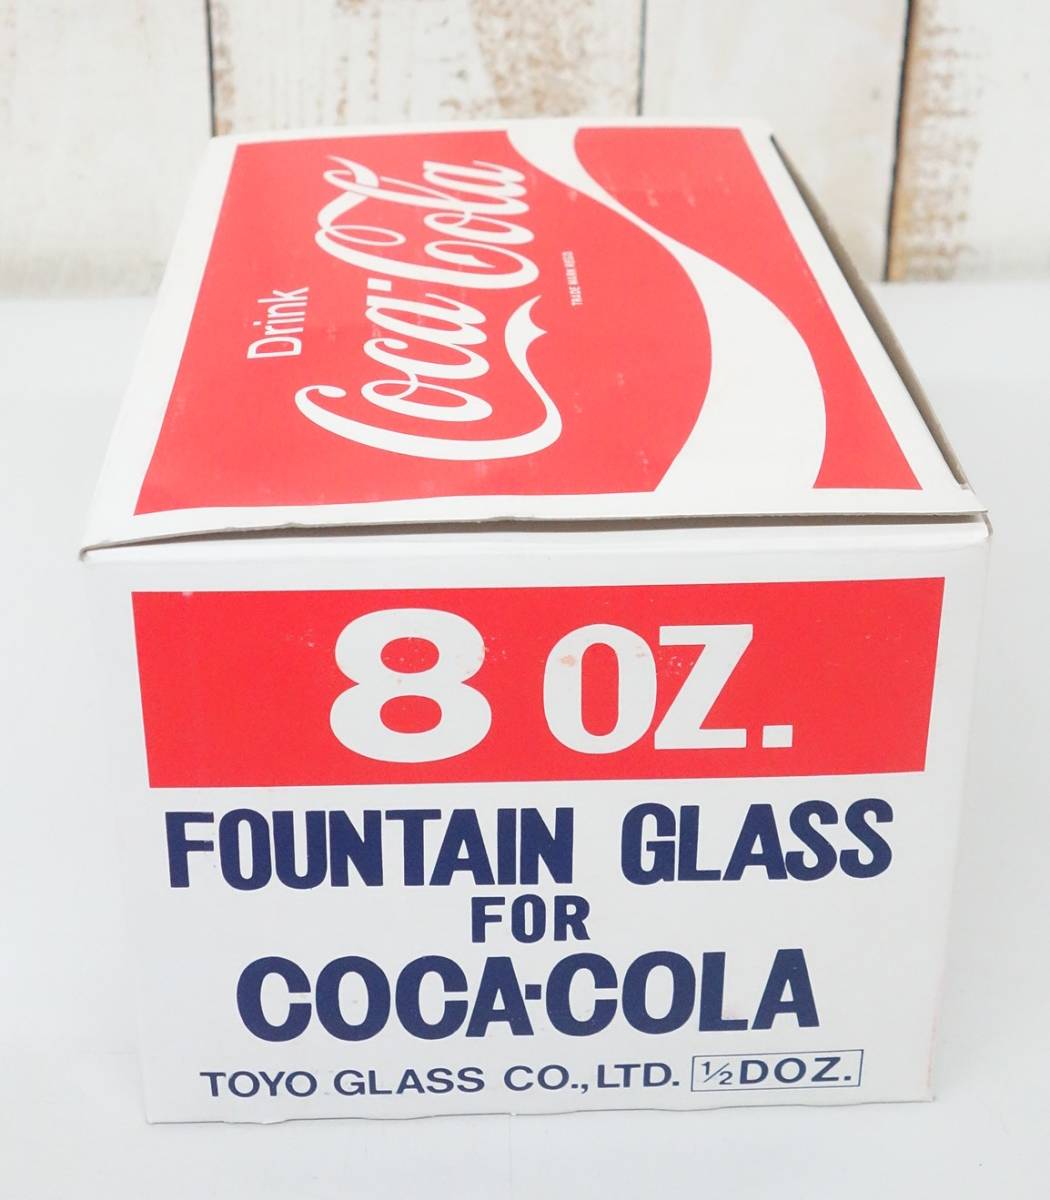 Drink
Coca-Cola
TRADE MARK REGD.
8 OZ.
FOUNTAIN GLASS
FOR
COCA-COLA
TOYO GLASS CO., LTD. ½ DOZ.